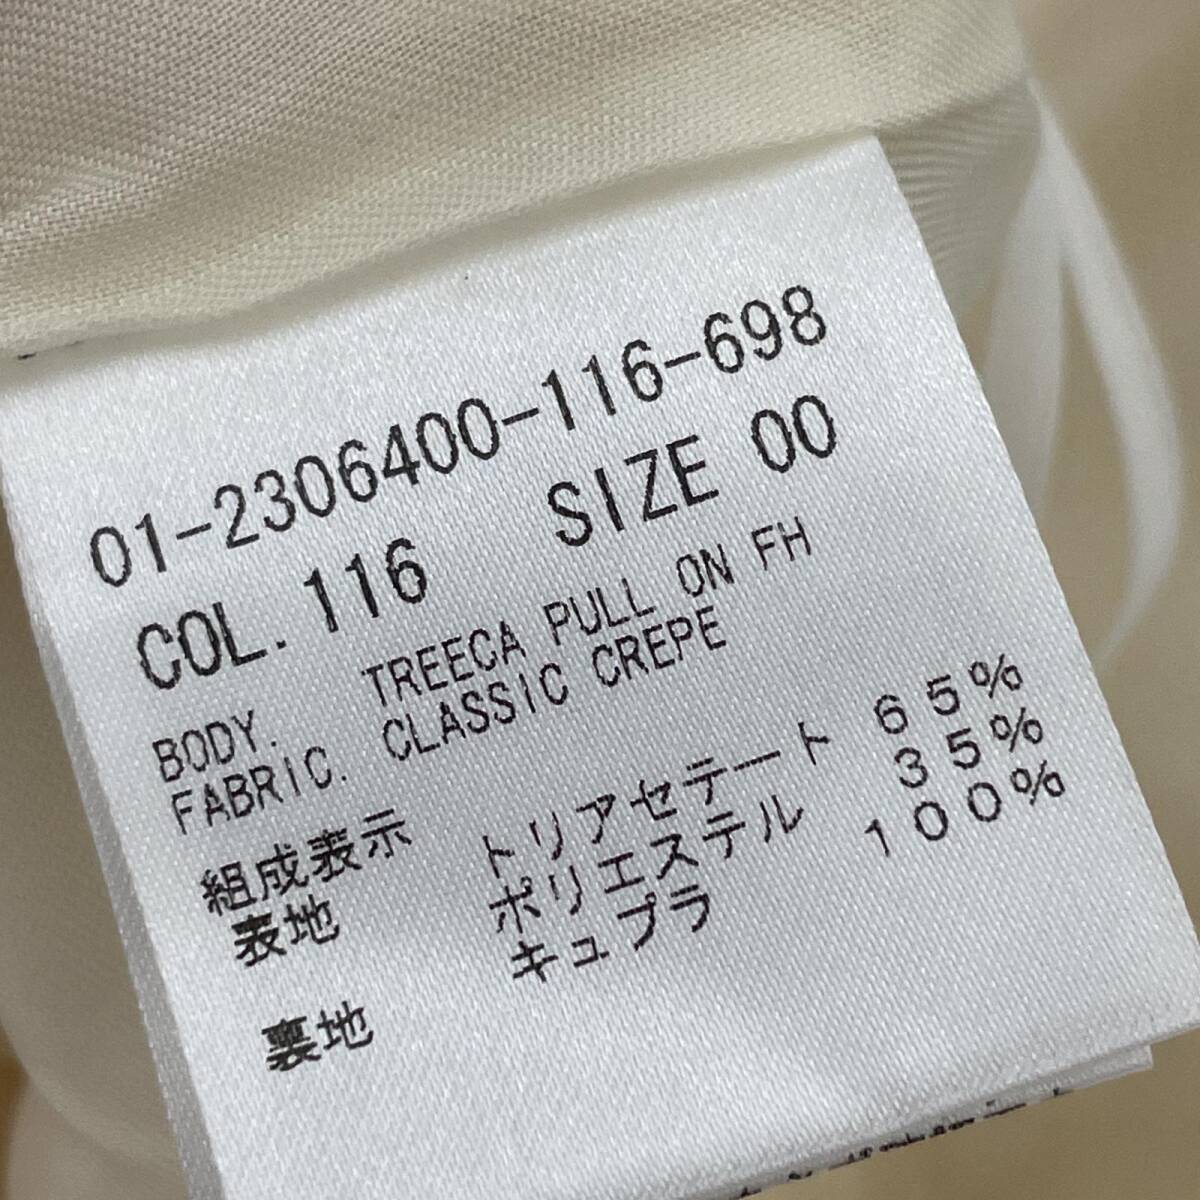 01-2306400-116-698
COL. 116 SIZE 00
BODY. TREECA PULL ON FH
FABRIC. CLASSIC CREPE
組成表示
表地 トリアセテート 65%
ポリエステル 35%
裏地 キュプラ 100%